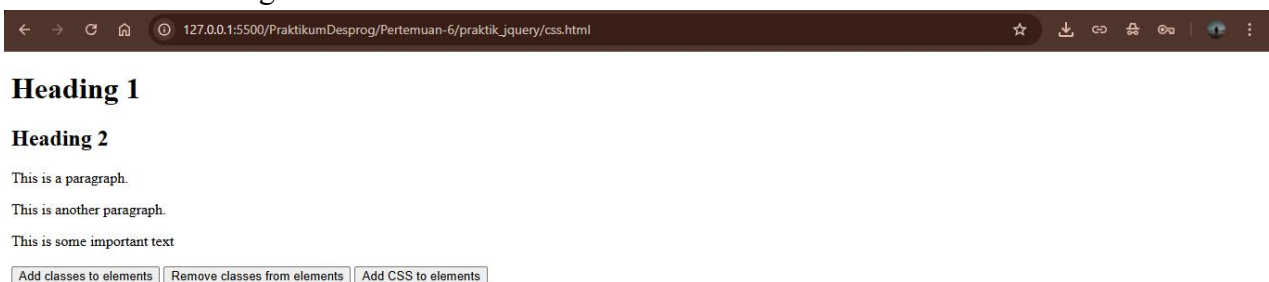 127.0.0.1:5500/PraktikumDesprog/Pertemuan-6/praktik_jquery/css.html
Heading 1
Heading 2
This is a paragraph.
This is another paragraph.
This is some important text
Add classes to elements Remove classes from elements Add CSS to elements